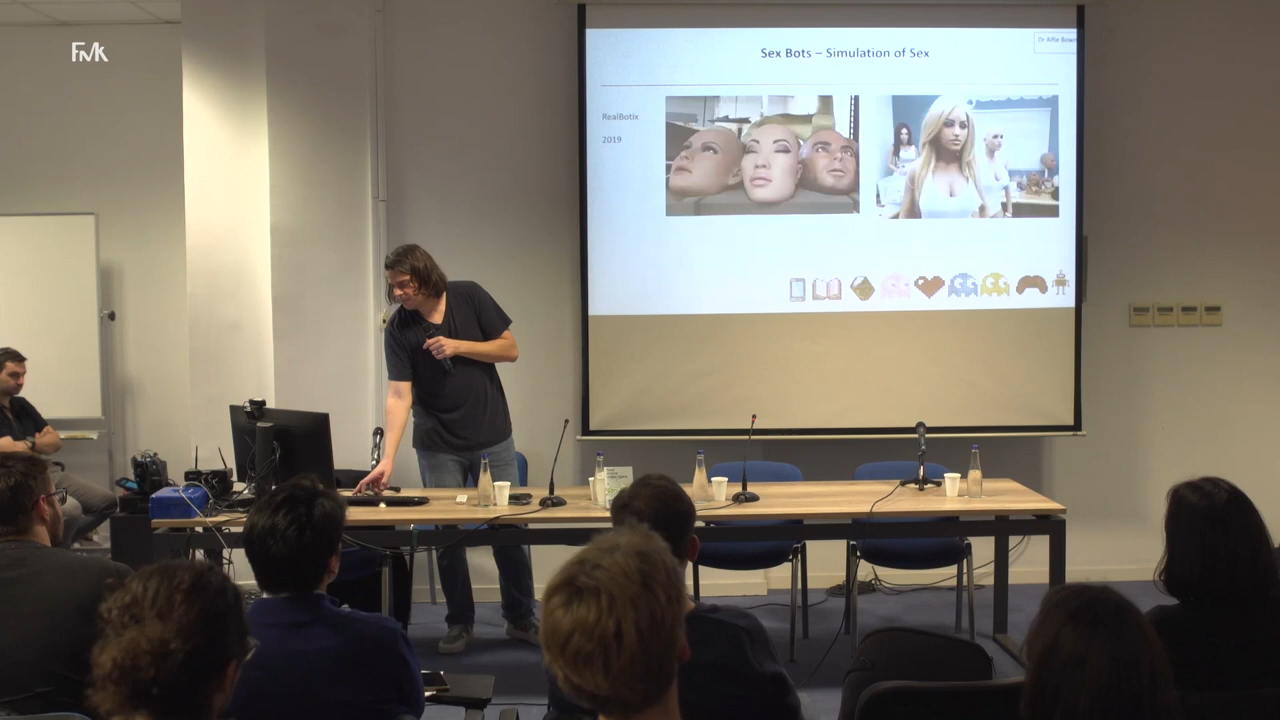 FMK
Sex Bots – Simulation of Sex
Dr Alfie Bown
RealBotix
2019